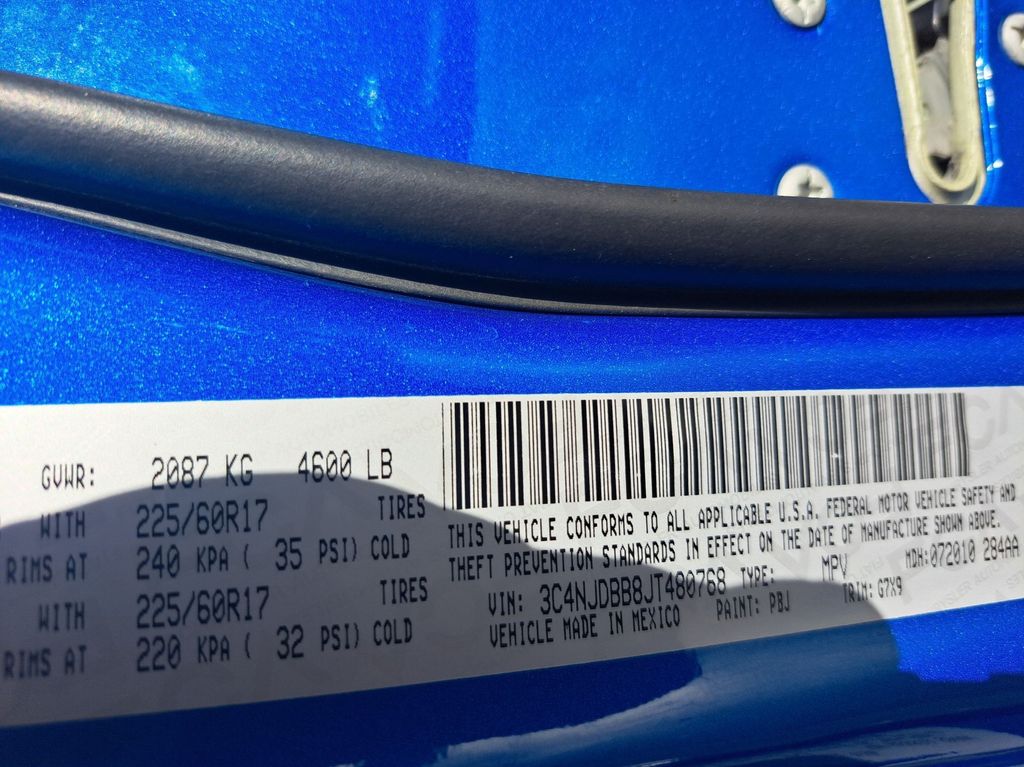 GVWR: 2087 KG 4600 LB
WITH 225/60R17 TIRES
RIMS AT 240 KPA ( 35 PSI) COLD
WITH 225/60R17 TIRES
RIMS AT 220 KPA ( 32 PSI) COLD
THIS VEHICLE CONFORMS TO ALL APPLICABLE U.S.A. FEDERAL MOTOR VEHICLE SAFETY AND
THEFT PREVENTION STANDARDS IN EFFECT ON THE DATE OF MANUFACTURE SHOWN ABOVE.
VIN: 3C4NJDBB8JT480768 TYPE: MPV MDH:072010 284AA
VEHICLE MADE IN MEXICO PAINT: PBJ TRIM: G7X9